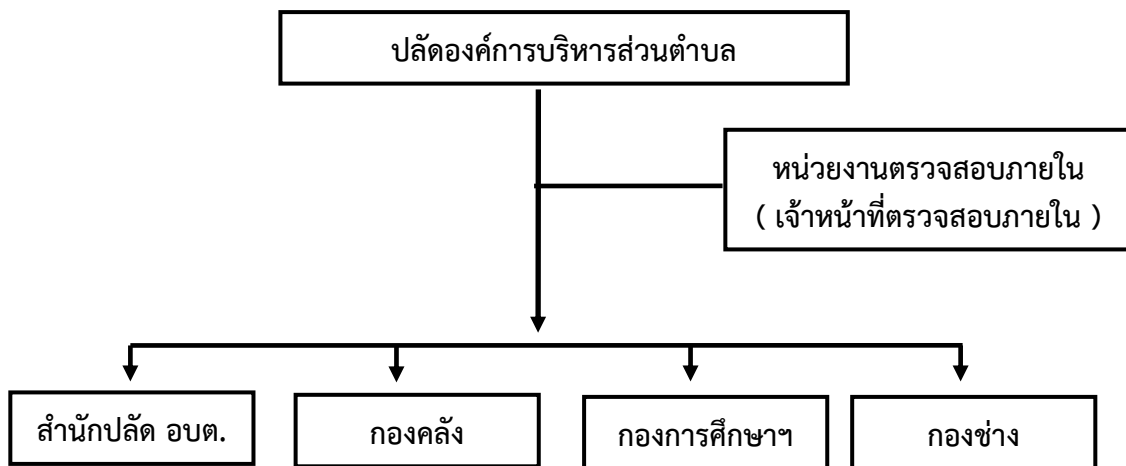 ปลัดองค์การบริหารส่วนตำบล
หน่วยงานตรวจสอบภายใน
( เจ้าหน้าที่ตรวจสอบภายใน )
สำนักปลัด อบต.
กองคลัง
กองการศึกษาฯ
กองช่าง